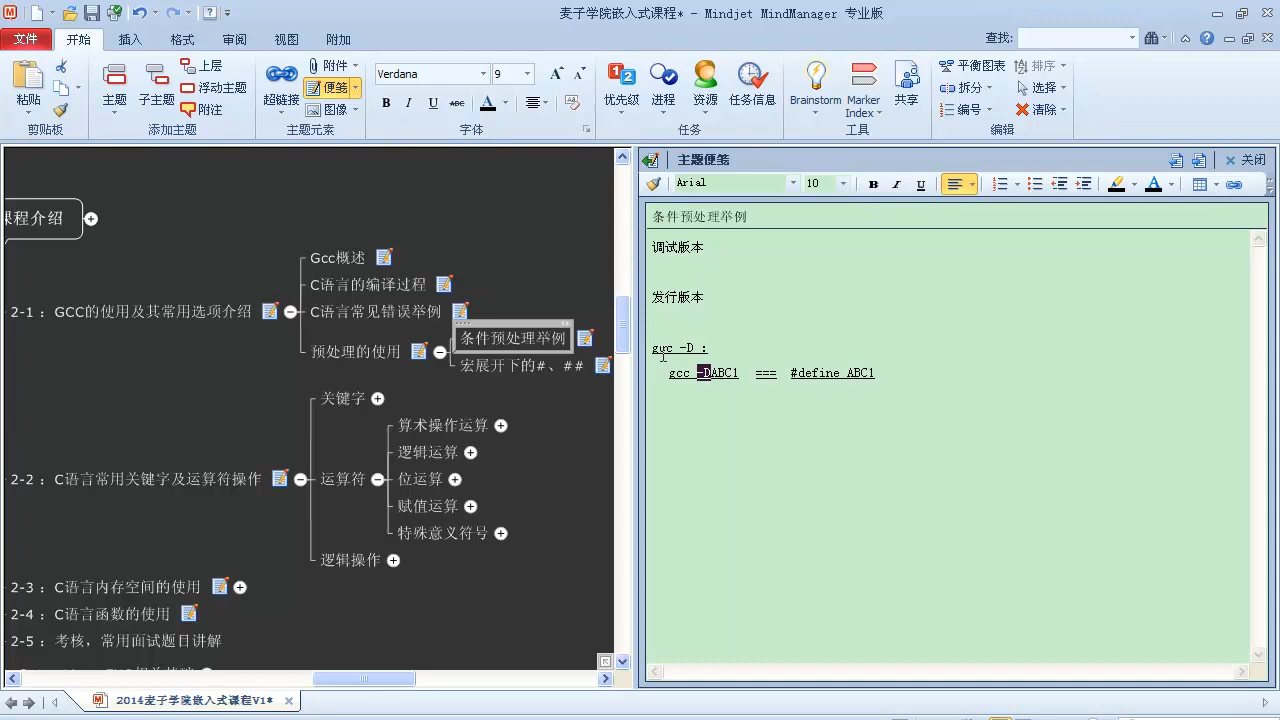 麦子学院嵌入式课程* - Mindjet MindManager 专业版
文件 开始 插入 格式 审阅 视图 附加 查找:
粘贴
剪贴板
主题 子主题 上层 浮动主题 附注
添加主题
超链接 附件 便笺 图像
主题元素
Verdana 9
B I U ABC A
字体
优先级 进程 资源 任务信息
任务
Brainstorm Marker Index 共享
工具
平衡图表 排序 拆分 选择 编号 清除
编辑
课程介绍
2-1：GCC的使用及其常用选项介绍
Gcc概述
C语言的编译过程
C语言常见错误举例
预处理的使用
条件预处理举例
宏展开下的#、##
2-2：C语言常用关键字及运算符操作
关键字
运算符
算术操作运算
逻辑运算
位运算
赋值运算
特殊意义符号
逻辑操作
2-3：C语言内存空间的使用
2-4：C语言函数的使用
2-5：考核，常用面试题目讲解
主题便笺 关闭
Arial 10 B I U A
条件预处理举例
调试版本
发行版本
gcc -D :
gcc -DABC1 === #define ABC1
2014麦子学院嵌入式课程V1*